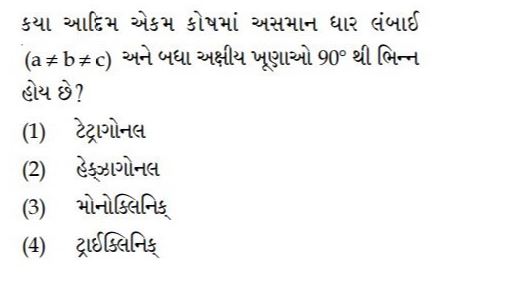 કયા આદિમ એકમ કોષમાં અસમાન ધાર લંબાઈ
(a ≠ b ≠ c) અને બધા અક્ષીય ખૂણાઓ 90° થી ભિન્ન
હોય છે?
(1) ટેટ્રાગોનલ
(2) હેક્ઝાગોનલ
(3) મોનોક્લિનિક્
(4) ટ્રાઈક્લિનિક્